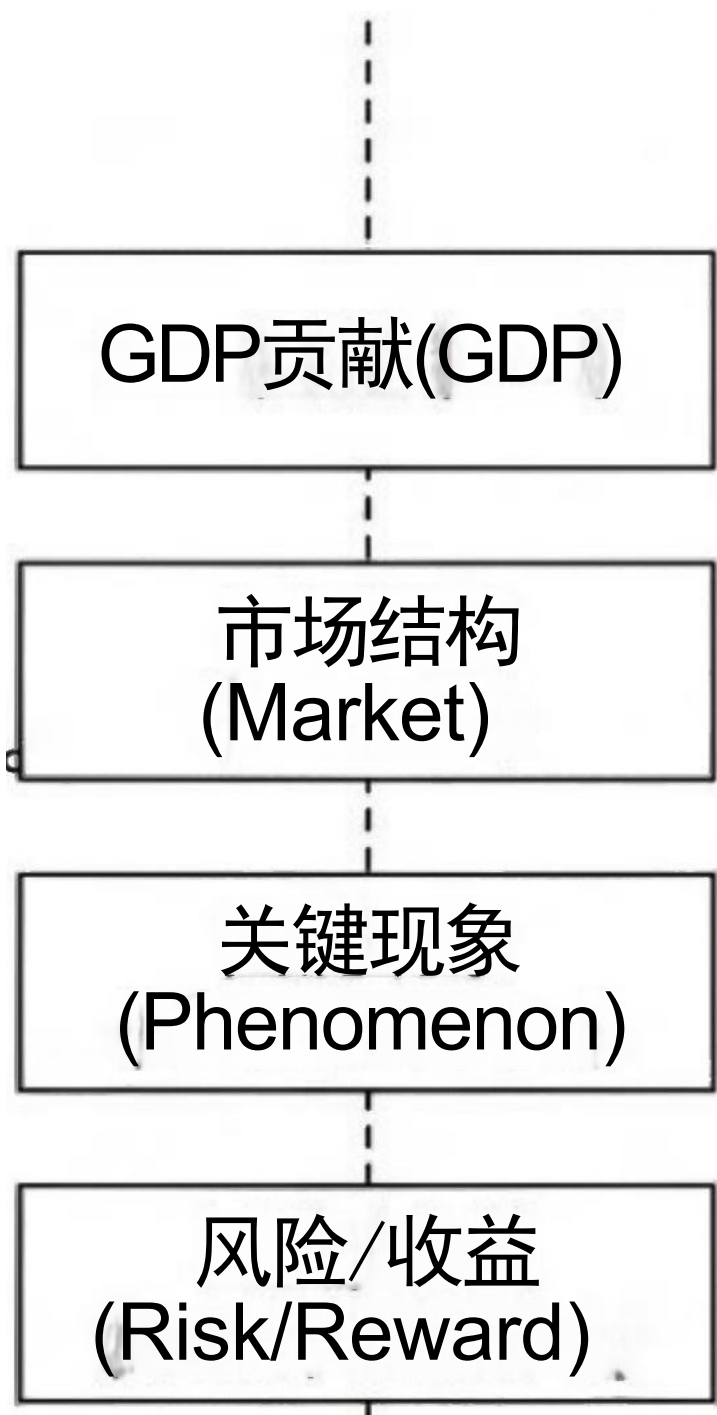 GDP贡献(GDP)
市场结构
(Market)
关键现象
(Phenomenon)
风险/收益
(Risk/Reward)